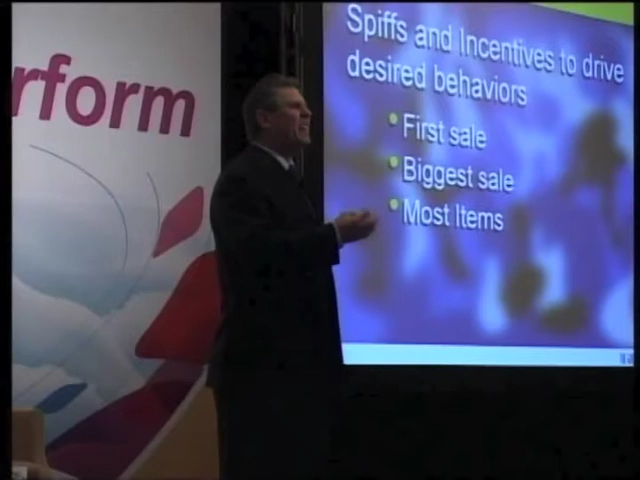 rform
Spiffs and Incentives to drive
desired behaviors
• First sale
• Biggest sale
• Most Items